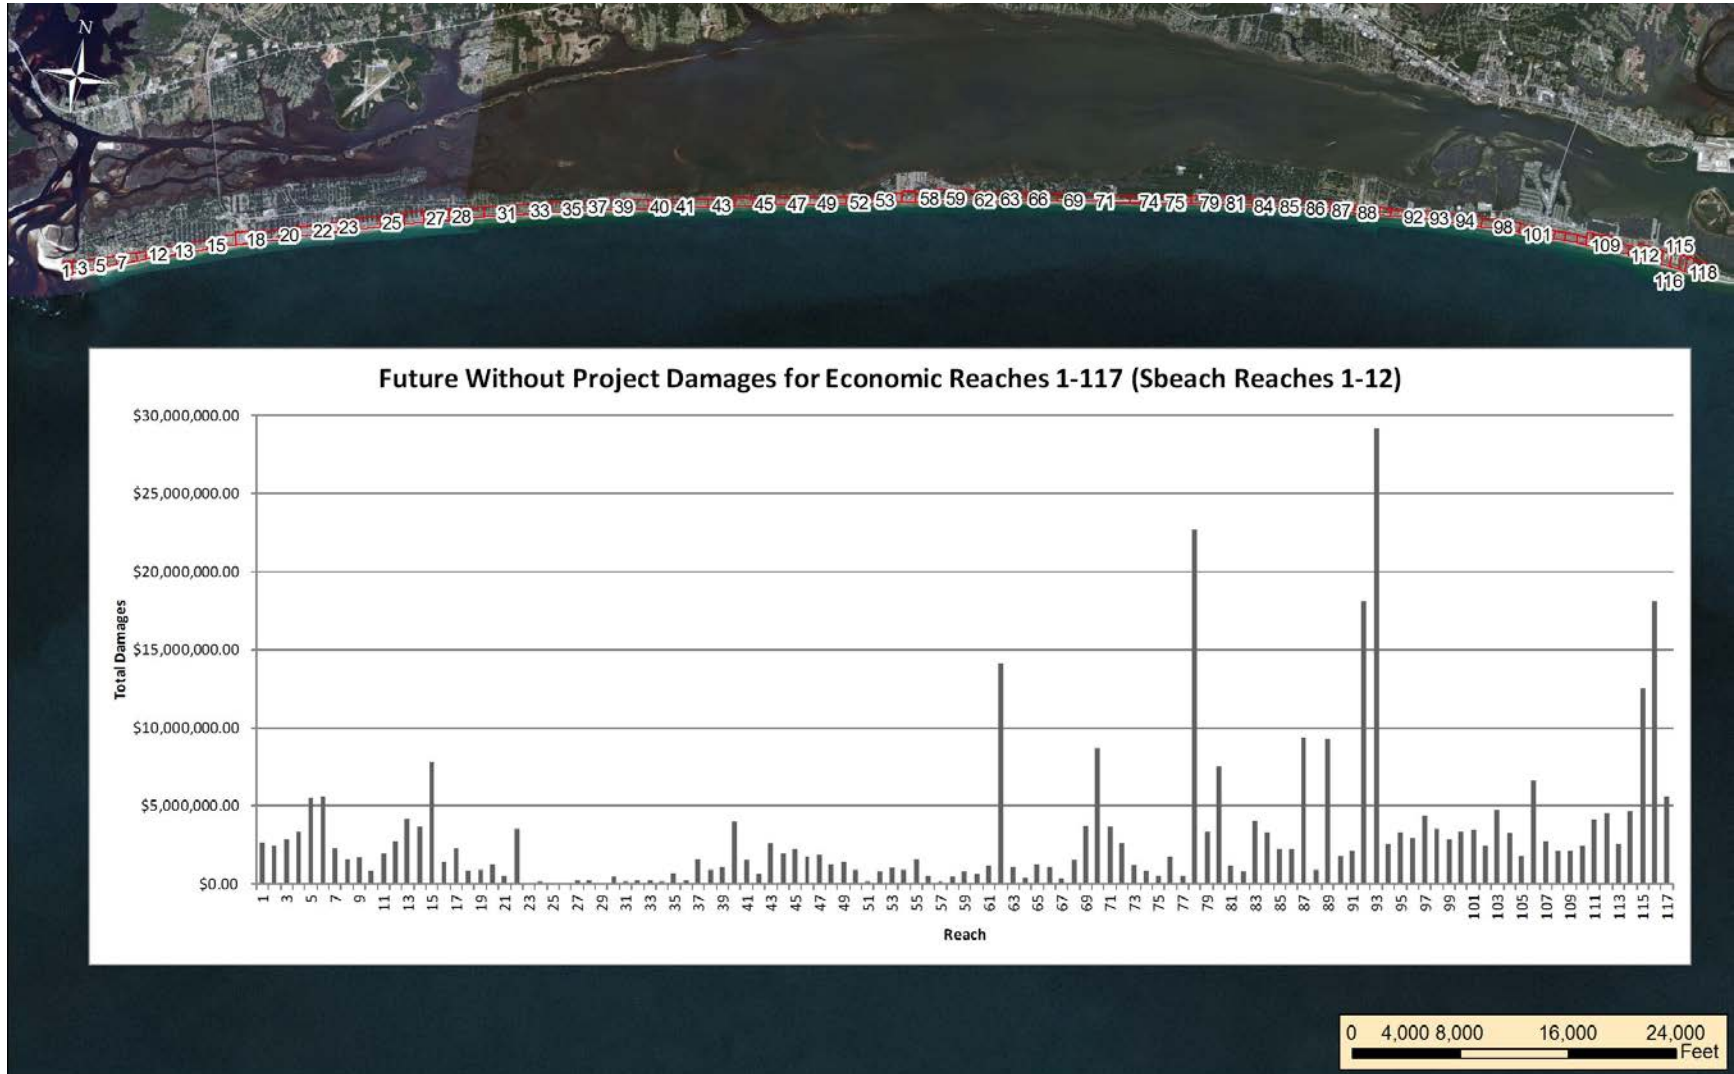 N
1 3 5 7 12 13 15 18 20 22 23 25 27 28 31 33 35 37 39 40 41 43 45 47 49 52 53 58 59 62 63 66 69 71 74 75 79 81 84 85 86 87 88 92 93 94 98 101 109 112 115 116 118
Future Without Project Damages for Economic Reaches 1-117 (Sbeach Reaches 1-12)
$30,000,000.00
$25,000,000.00
$20,000,000.00
$15,000,000.00
$10,000,000.00
$5,000,000.00
$0.00
Total Damages
1 3 5 7 9 11 13 15 17 19 21 23 25 27 29 31 33 35 37 39 41 43 45 47 49 51 53 55 57 59 61 63 65 67 69 71 73 75 77 79 81 83 85 87 89 91 93 95 97 99 101 103 105 107 109 111 113 115 117
Reach
0 4,000 8,000 16,000 24,000
Feet